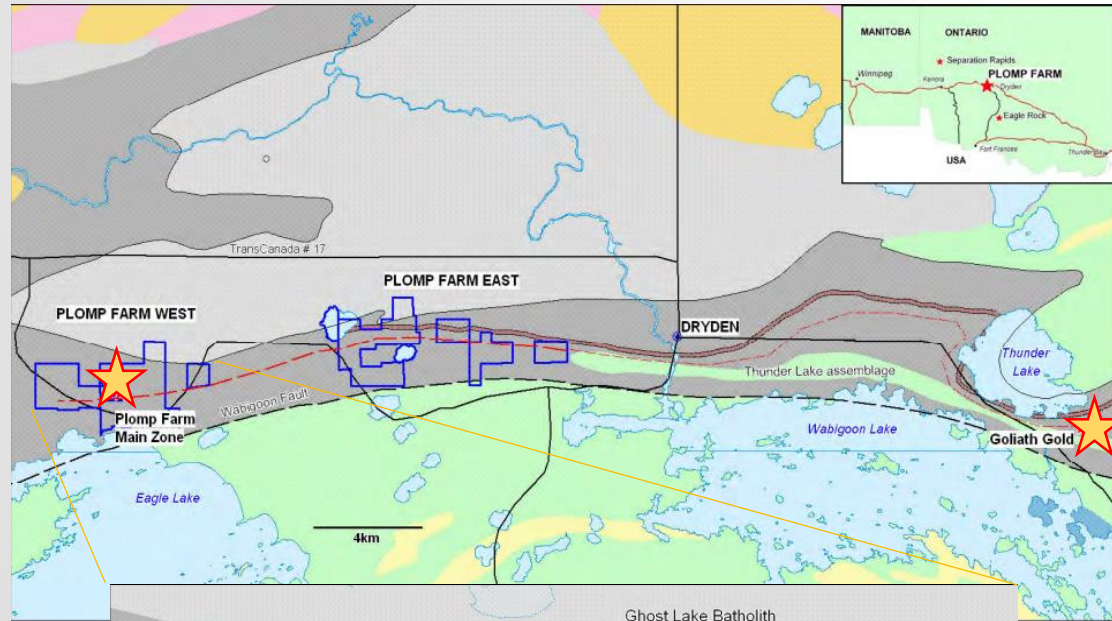 MANITOBA
ONTARIO
Separation Rapids
PLOMP FARM
Winnipeg
Kenora
Dryden
Eagle Rock
Fort Frances
Thunder Bay
USA
TransCanada # 17
PLOMP FARM EAST
PLOMP FARM WEST
DRYDEN
Thunder
Lake
Thunder Lake assemblage
Wabigoon Fault
Plomp Farm
Main Zone
Wabigoon Lake
Goliath Gold
Eagle Lake
4km
Ghost Lake Batholith